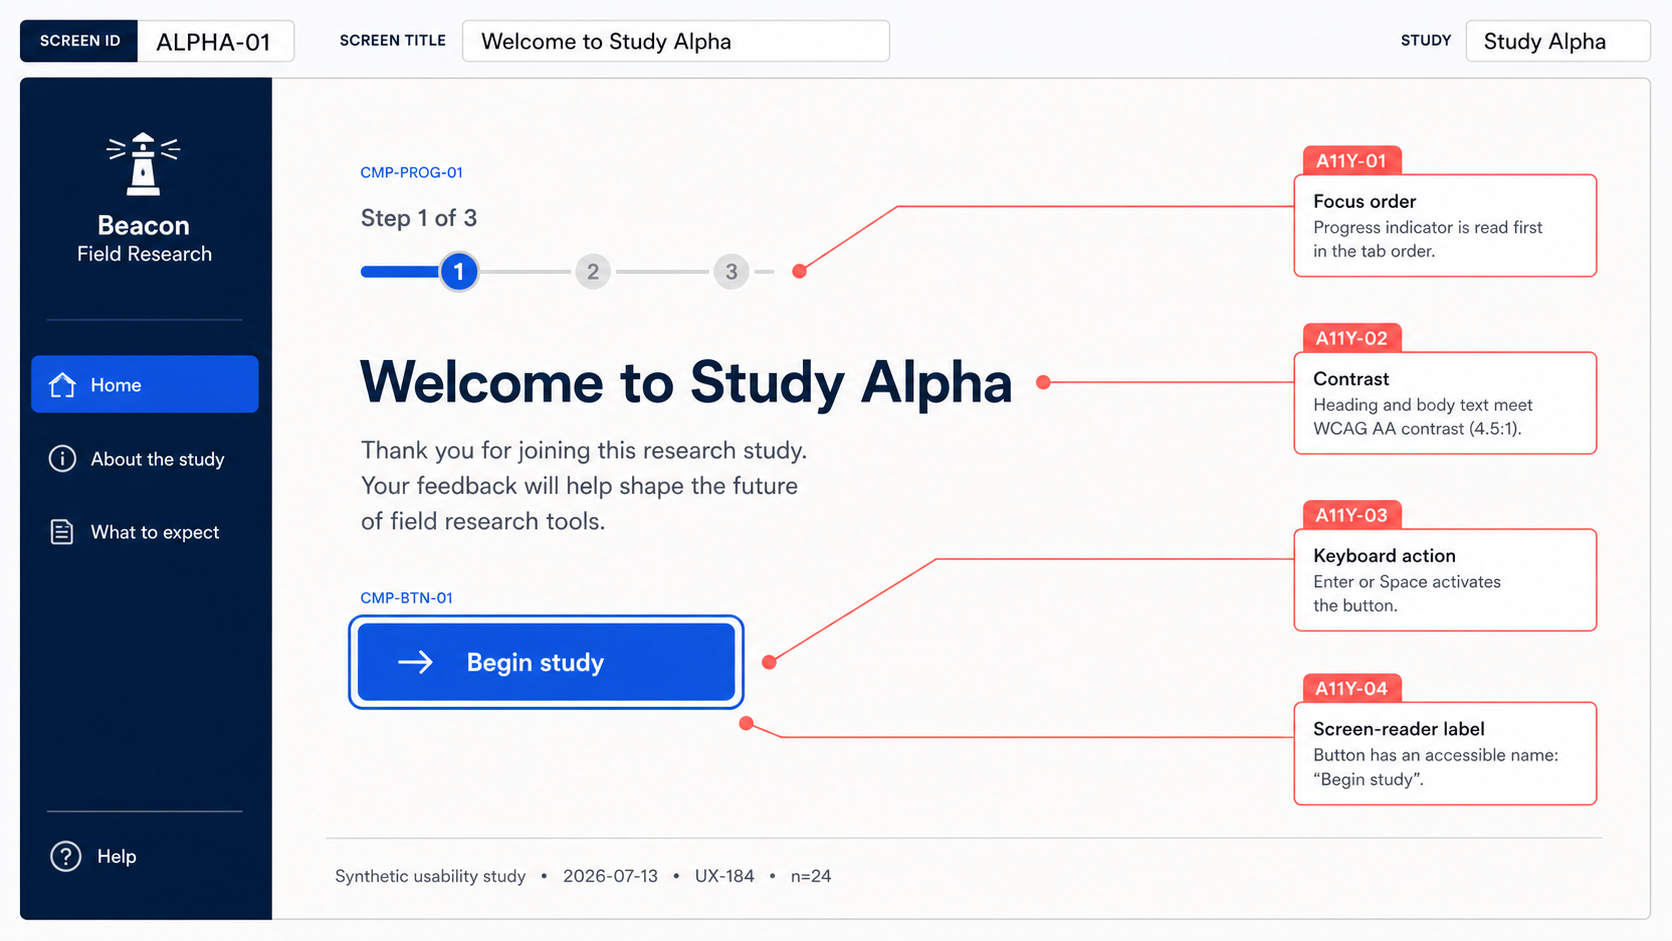 SCREEN ID
ALPHA-01
SCREEN TITLE
Welcome to Study Alpha
STUDY
Study Alpha
Beacon
Field Research
Home
About the study
What to expect
Help
CMP-PROG-01
Step 1 of 3
1
2
3
Welcome to Study Alpha
Thank you for joining this research study.
Your feedback will help shape the future
of field research tools.
CMP-BTN-01
Begin study
A11Y-01
Focus order
Progress indicator is read first
in the tab order.
A11Y-02
Contrast
Heading and body text meet
WCAG AA contrast (4.5:1).
A11Y-03
Keyboard action
Enter or Space activates
the button.
A11Y-04
Screen-reader label
Button has an accessible name:
“Begin study”.
Synthetic usability study • 2026-07-13 • UX-184 • n=24